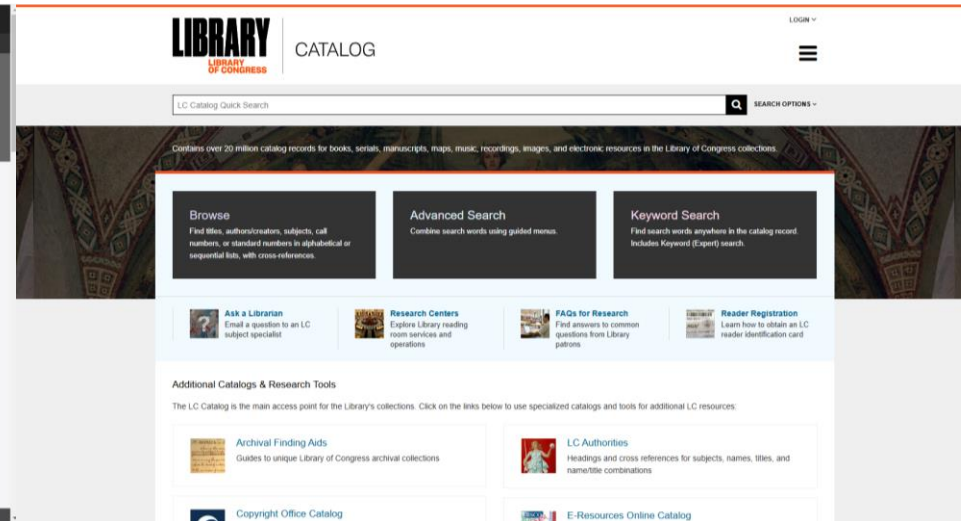 LOGIN
LIBRARY
LIBRARY
OF CONGRESS
CATALOG
LC Catalog Quick Search
SEARCH OPTIONS
Contains over 20 million catalog records for books, serials, manuscripts, maps, music, recordings, images, and electronic resources in the Library of Congress collections.
Browse
Find titles, authors/creators, subjects, call
numbers, or standard numbers in alphabetical or
sequential lists, with cross-references.
Advanced Search
Combine search words using guided menus.
Keyword Search
Find search words anywhere in the catalog record.
Includes Keyword (Expert) search.
Ask a Librarian
Email a question to an LC
subject specialist
Research Centers
Explore Library reading
room services and
operations
FAQs for Research
Find answers to common
questions from Library
patrons
Reader Registration
Learn how to obtain an LC
reader identification card
Additional Catalogs & Research Tools
The LC Catalog is the main access point for the Library's collections. Click on the links below to use specialized catalogs and tools for additional LC resources:
Archival Finding Aids
Guides to unique Library of Congress archival collections
LC Authorities
Headings and cross references for subjects, names, titles, and
name/title combinations
Copyright Office Catalog
E-Resources Online Catalog